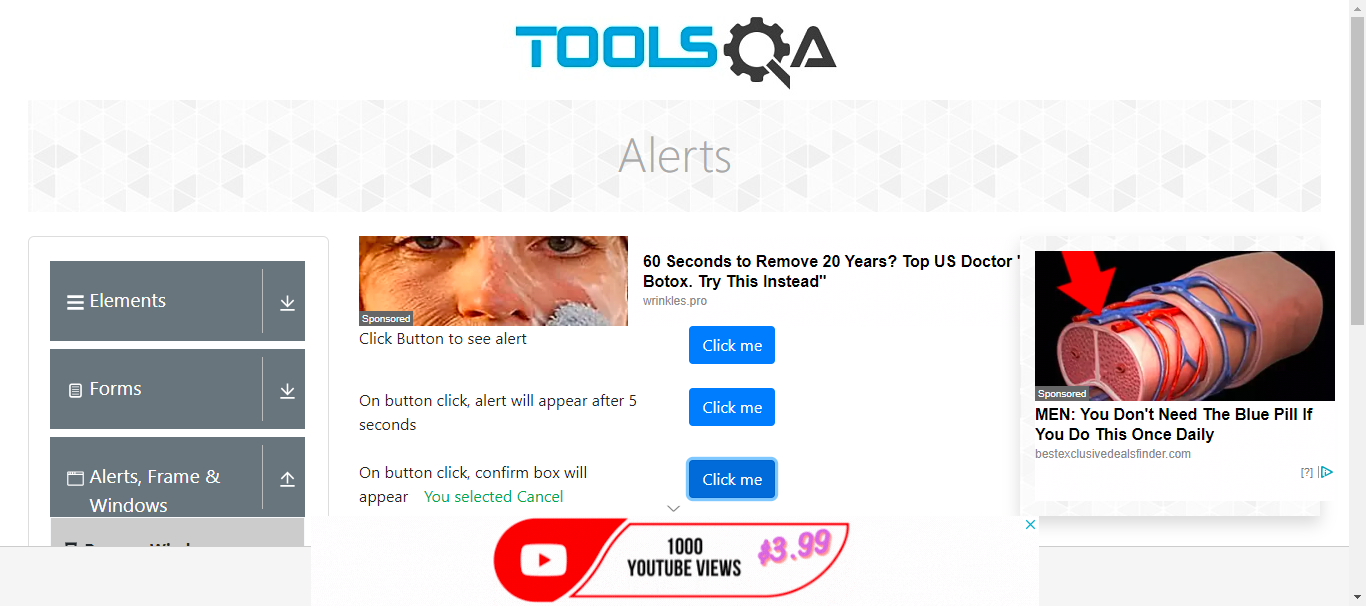 TOOLSQA
Alerts
Elements
Forms
Alerts, Frame &
Windows
Sponsored
60 Seconds to Remove 20 Years? Top US Doctor "
Botox. Try This Instead"
wrinkles.pro
Click Button to see alert
Click me
On button click, alert will appear after 5
seconds
Click me
On button click, confirm box will
appear You selected Cancel
Click me
Sponsored
MEN: You Don't Need The Blue Pill If
You Do This Once Daily
bestexclusivedealsfinder.com
[?]
1000
YOUTUBE VIEWS
$3.99